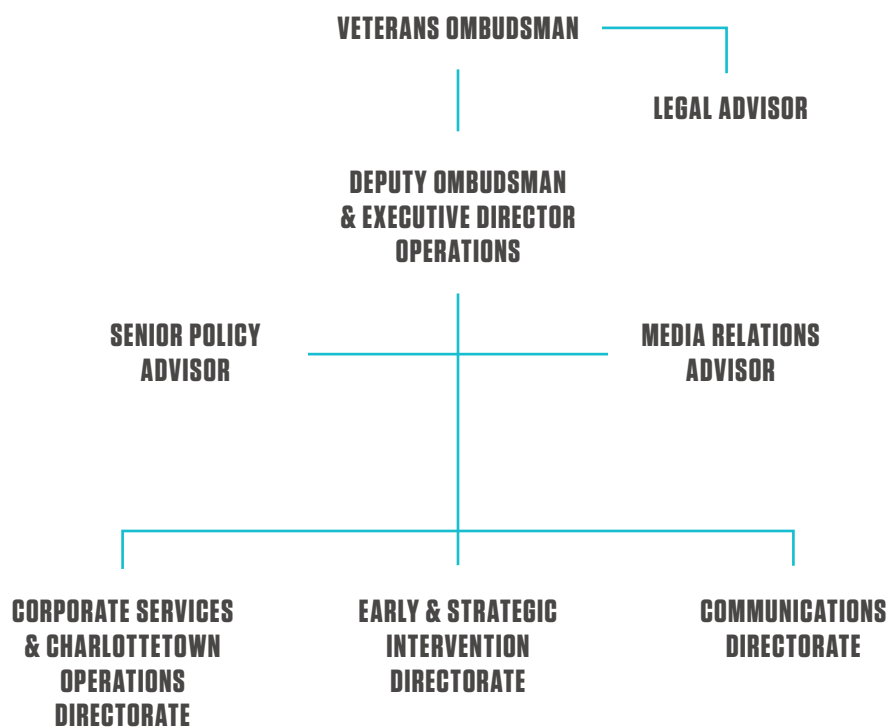 VETERANS OMBUDSMAN
LEGAL ADVISOR
DEPUTY OMBUDSMAN
& EXECUTIVE DIRECTOR
OPERATIONS
SENIOR POLICY
ADVISOR
MEDIA RELATIONS
ADVISOR
CORPORATE SERVICES
& CHARLOTTETOWN
OPERATIONS
DIRECTORATE
EARLY & STRATEGIC
INTERVENTION
DIRECTORATE
COMMUNICATIONS
DIRECTORATE